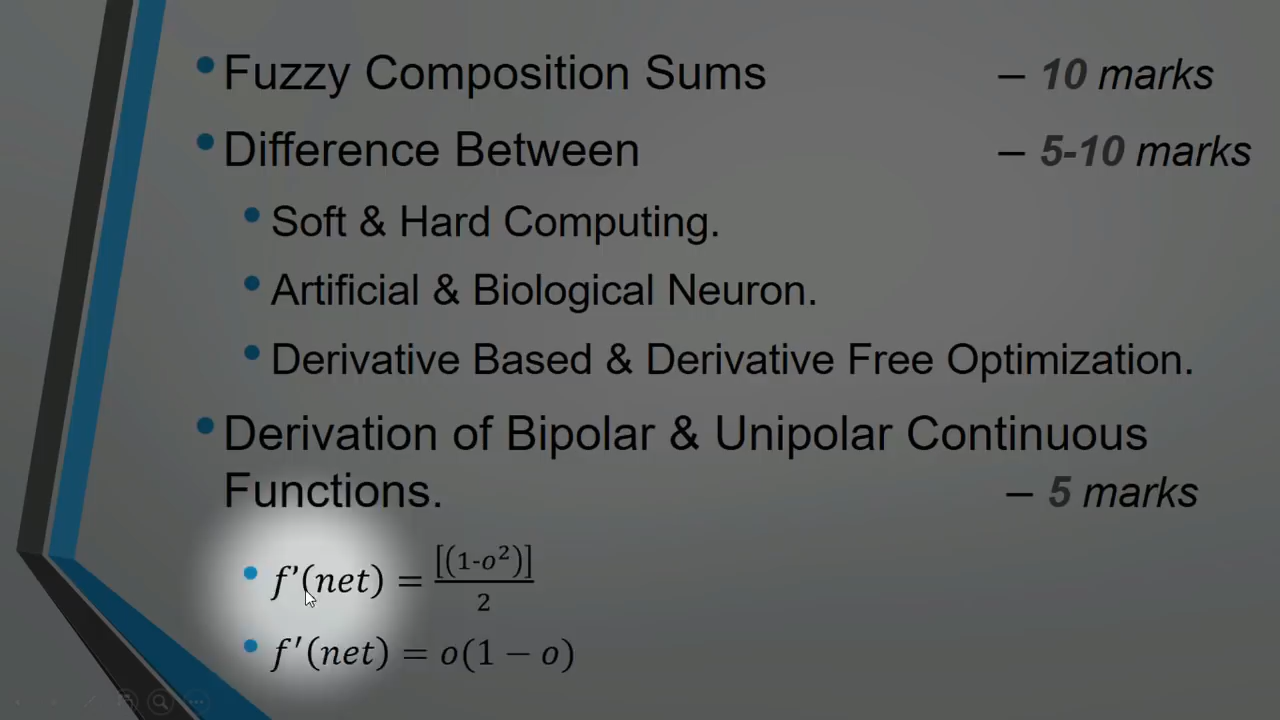 Fuzzy Composition Sums – 10 marks
Difference Between – 5-10 marks
Soft & Hard Computing.
Artificial & Biological Neuron.
Derivative Based & Derivative Free Optimization.
Derivation of Bipolar & Unipolar Continuous
Functions. – 5 marks
f’(net) = [(1-o²)] / 2
f′(net) = o(1 − o)